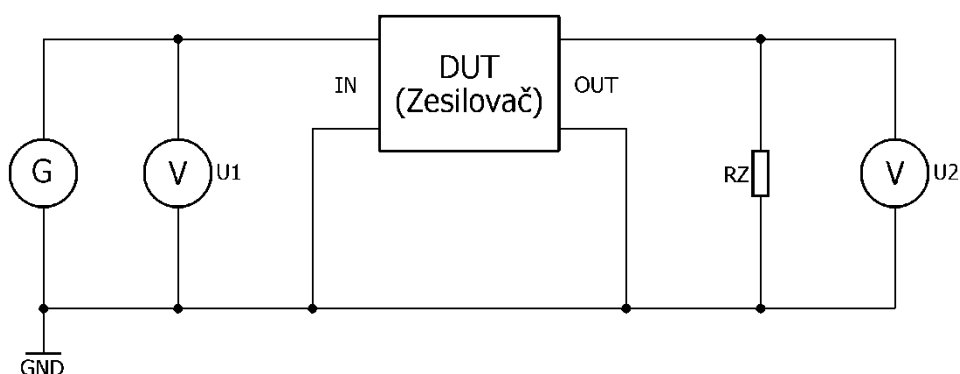 DUT
(Zesilovač)
IN
OUT
G
V
U1
RZ
V
U2
GND